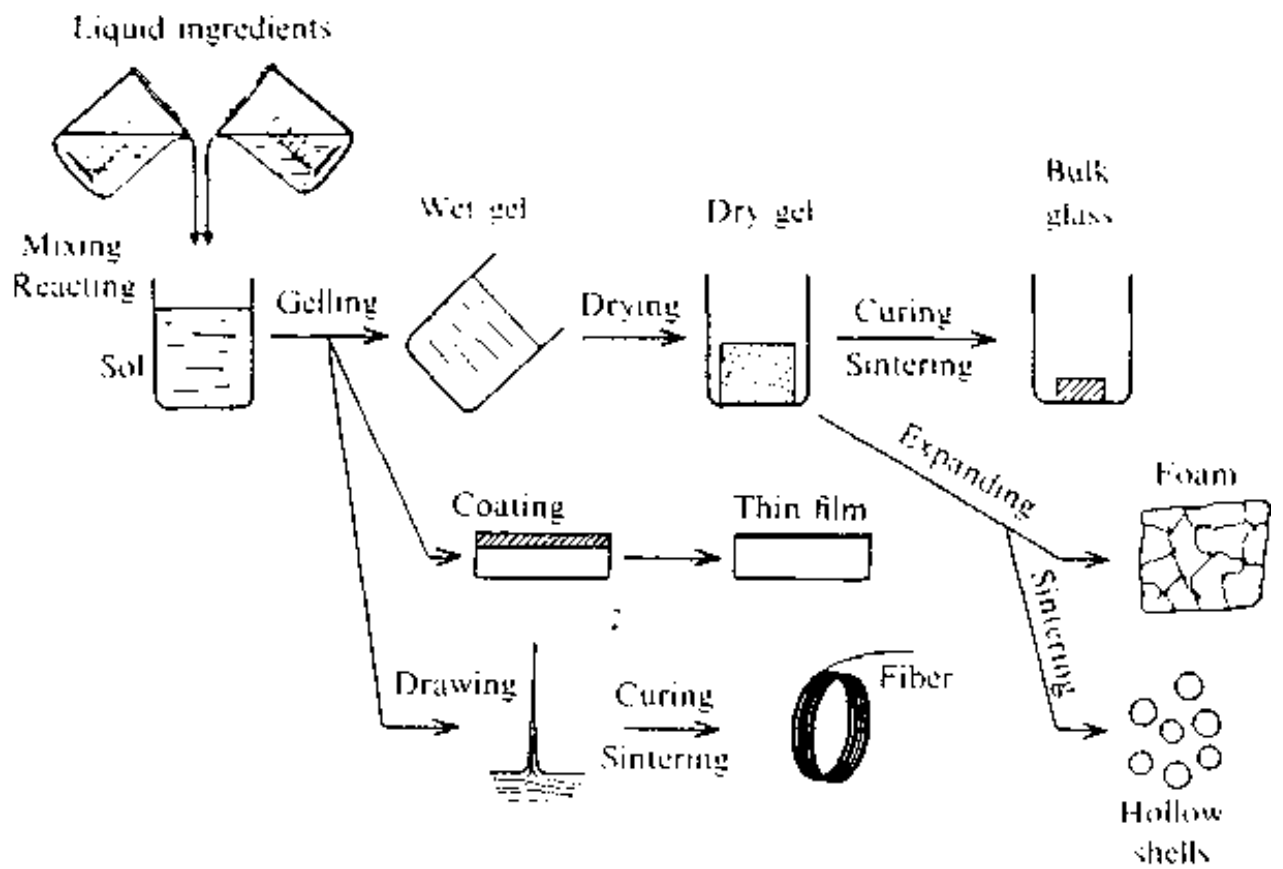 Liquid ingredients
Mixing
Reacting
Sol
Gelling
Wet gel
Drying
Dry gel
Curing
Sintering
Bulk
glass
Expanding
Foam
Sintering
Hollow
shells
Coating
Thin film
Drawing
Curing
Sintering
Fiber